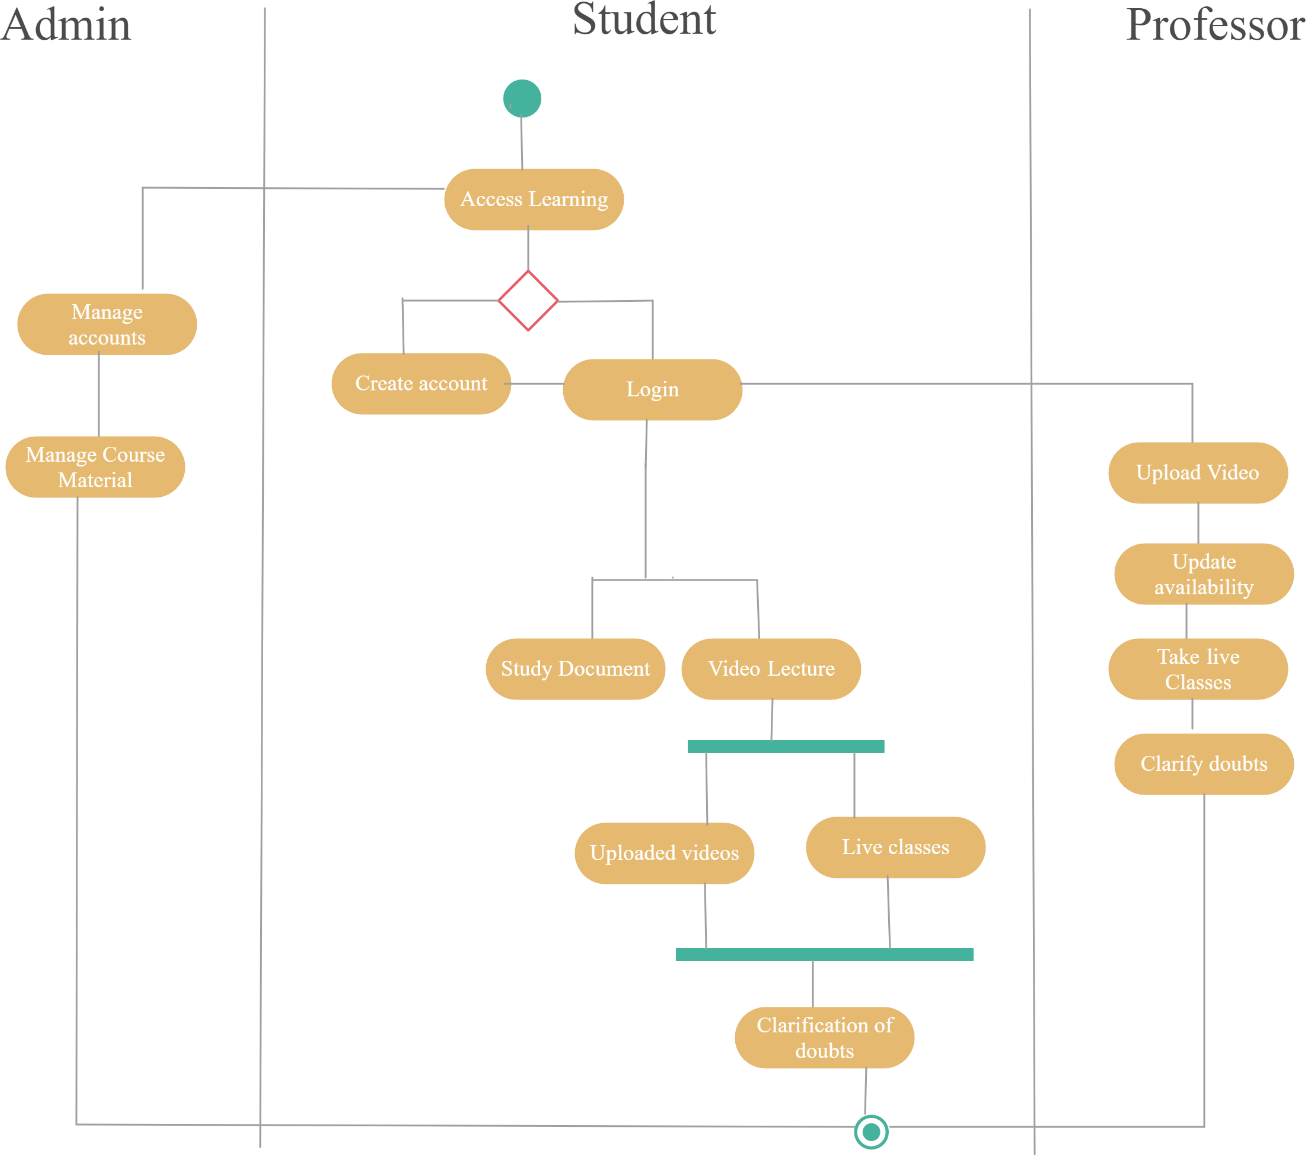 Admin
Student
Professor
Access Learning
Manage
accounts
Create account
Login
Manage Course
Material
Upload Video
Update
availability
Study Document
Video Lecture
Take live
Classes
Clarify doubts
Uploaded videos
Live classes
Clarification of
doubts